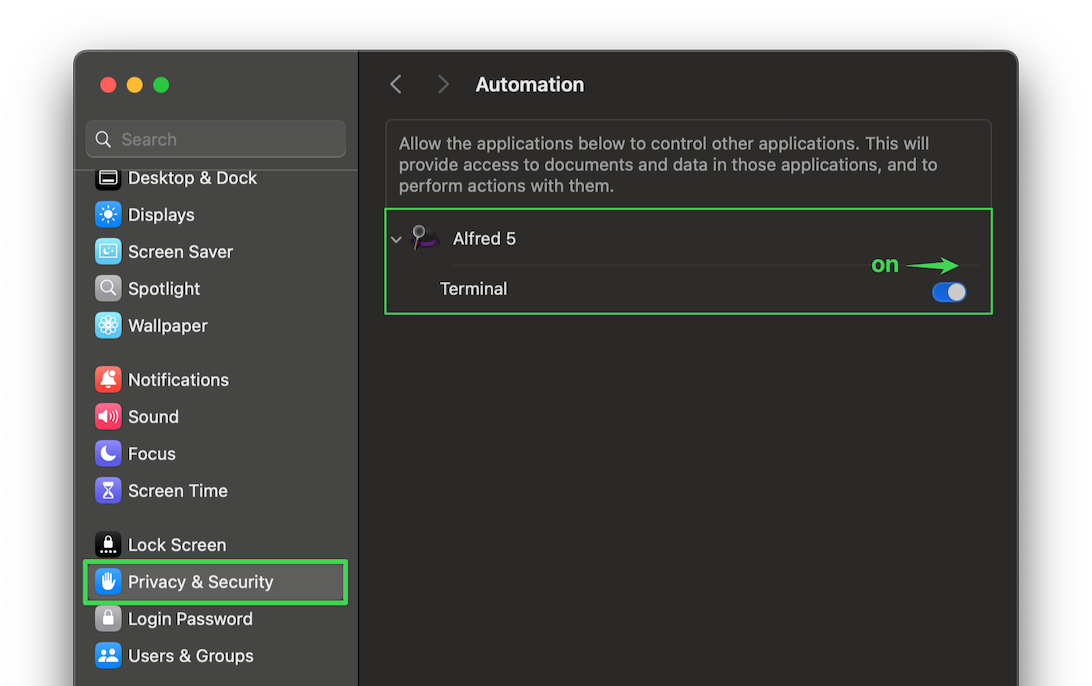 Search
Desktop & Dock
Displays
Screen Saver
Spotlight
Wallpaper
Notifications
Sound
Focus
Screen Time
Lock Screen
Privacy & Security
Login Password
Users & Groups
Automation
Allow the applications below to control other applications. This will
provide access to documents and data in those applications, and to
perform actions with them.
Alfred 5
on
Terminal